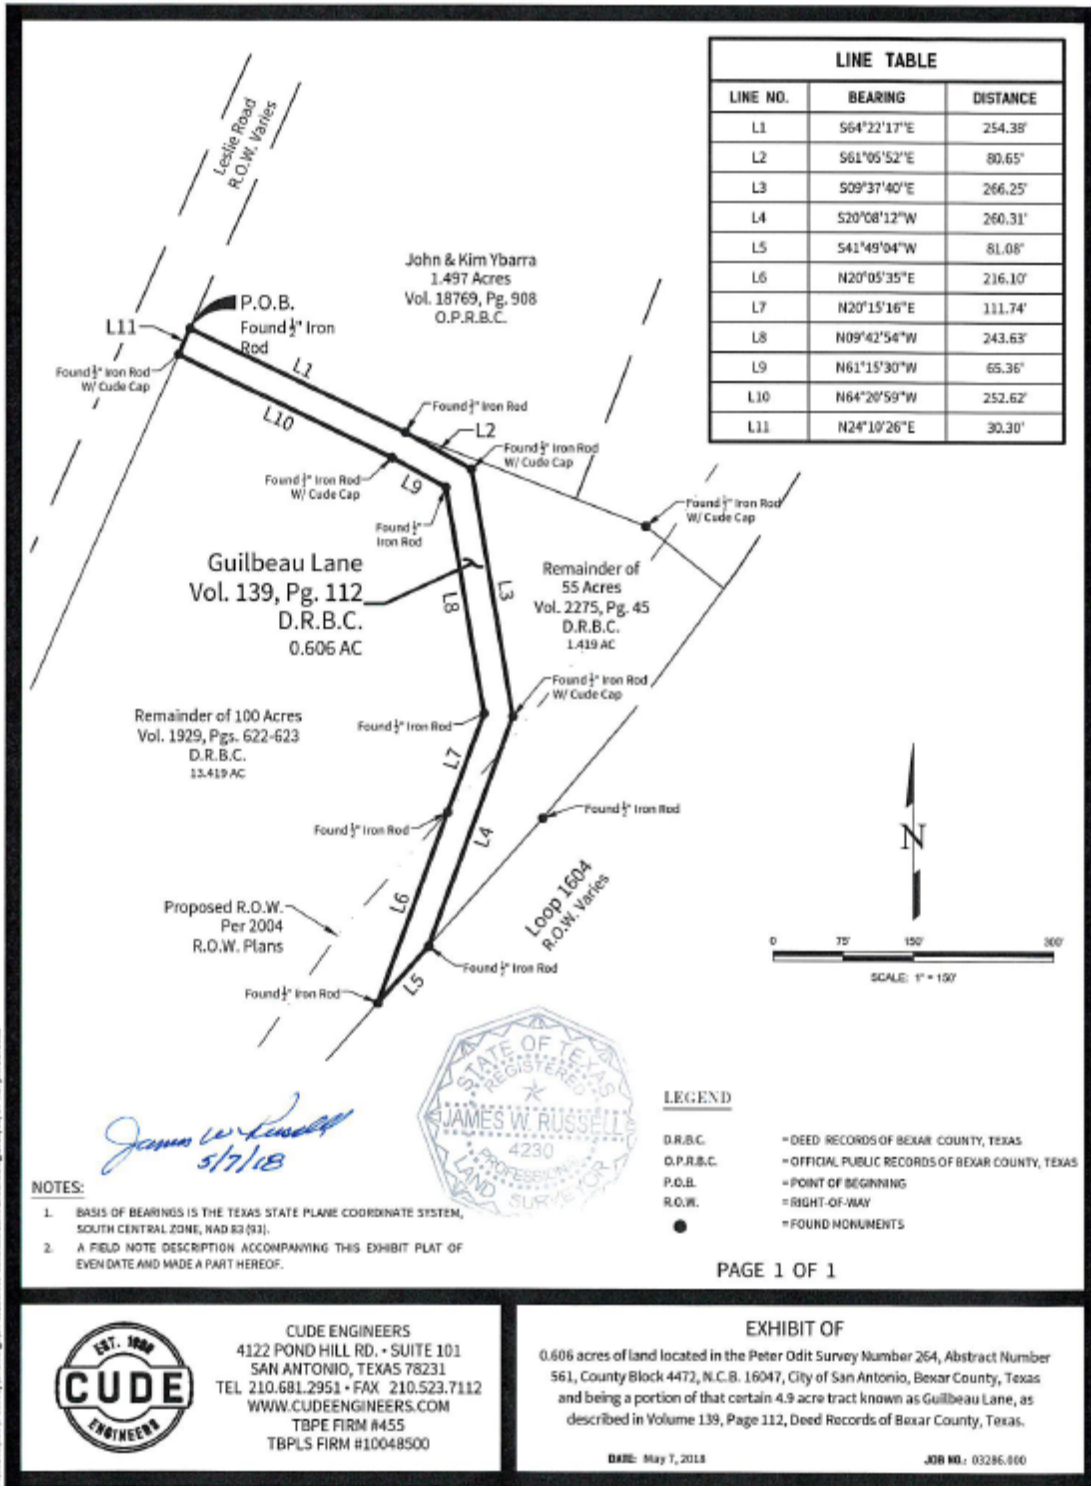 LINE TABLE
LINE NO. BEARING DISTANCE
L1 S64°22'17"E 254.38'
L2 S61°05'52"E 80.65'
L3 S09°37'40"E 266.25'
L4 S20°08'12"W 260.31'
L5 S41°49'04"W 81.08'
L6 N20°05'35"E 216.10'
L7 N20°15'16"E 111.74'
L8 N09°42'54"W 243.63'
L9 N61°15'30"W 65.36'
L10 N64°20'59"W 252.62'
L11 N24°10'26"E 30.30'
Leslie Road
R.O.W. Varies
John & Kim Ybarra
1.497 Acres
Vol. 18769, Pg. 908
O.P.R.B.C.
P.O.B.
Found ½" Iron
Rod
L11
Found ½" Iron Rod
W/ Cude Cap
L1
L10
Found ½" Iron Rod
L2
Found ½" Iron Rod
W/ Cude Cap
Found ½" Iron Rod
W/ Cude Cap
L9
Found ½"
Iron Rod
Found ½" Iron Rod
W/ Cude Cap
Guilbeau Lane
Vol. 139, Pg. 112
D.R.B.C.
0.606 AC
L8
L3
Remainder of
55 Acres
Vol. 2275, Pg. 45
D.R.B.C.
1.419 AC
Found ½" Iron Rod
W/ Cude Cap
Remainder of 100 Acres
Vol. 1929, Pgs. 622-623
D.R.B.C.
13.419 AC
Found ½" Iron Rod
L7
Found ½" Iron Rod
Found ½" Iron Rod
L4
L6
Loop 1604
R.O.W. Varies
Proposed R.O.W.
Per 2004
R.O.W. Plans
Found ½" Iron Rod
L5
Found ½" Iron Rod
N
0 75' 150' 300'
SCALE: 1" = 150'
STATE OF TEXAS
REGISTERED
JAMES W. RUSSELL
4230
PROFESSIONAL
LAND SURVEYOR
James W Russell
5/7/18
LEGEND
D.R.B.C. = DEED RECORDS OF BEXAR COUNTY, TEXAS
O.P.R.B.C. = OFFICIAL PUBLIC RECORDS OF BEXAR COUNTY, TEXAS
P.O.B. = POINT OF BEGINNING
R.O.W. = RIGHT-OF-WAY
= FOUND MONUMENTS
NOTES:
1. BASIS OF BEARINGS IS THE TEXAS STATE PLANE COORDINATE SYSTEM,
SOUTH CENTRAL ZONE, NAD 83 (93).
2. A FIELD NOTE DESCRIPTION ACCOMPANYING THIS EXHIBIT PLAT OF
EVEN DATE AND MADE A PART HEREOF.
PAGE 1 OF 1
EST. 1980
CUDE
ENGINEERS
CUDE ENGINEERS
4122 POND HILL RD. • SUITE 101
SAN ANTONIO, TEXAS 78231
TEL 210.681.2951 • FAX 210.523.7112
WWW.CUDEENGINEERS.COM
TBPE FIRM #455
TBPLS FIRM #10048500
EXHIBIT OF
0.606 acres of land located in the Peter Odit Survey Number 264, Abstract Number
561, County Block 4472, N.C.B. 16047, City of San Antonio, Bexar County, Texas
and being a portion of that certain 4.9 acre tract known as Guilbeau Lane, as
described in Volume 139, Page 112, Deed Records of Bexar County, Texas.
DATE: May 7, 2018 JOB NO.: 03286.000